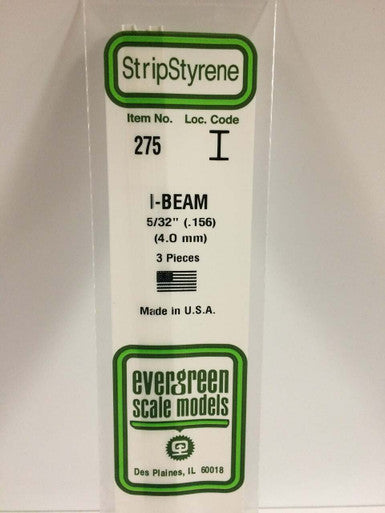 StripStyrene
Item No. Loc. Code
275 I
I-BEAM
5/32" (.156)
(4.0 mm)
3 Pieces
Made in U.S.A.
evergreen
scale models
Des Plaines, IL 60018